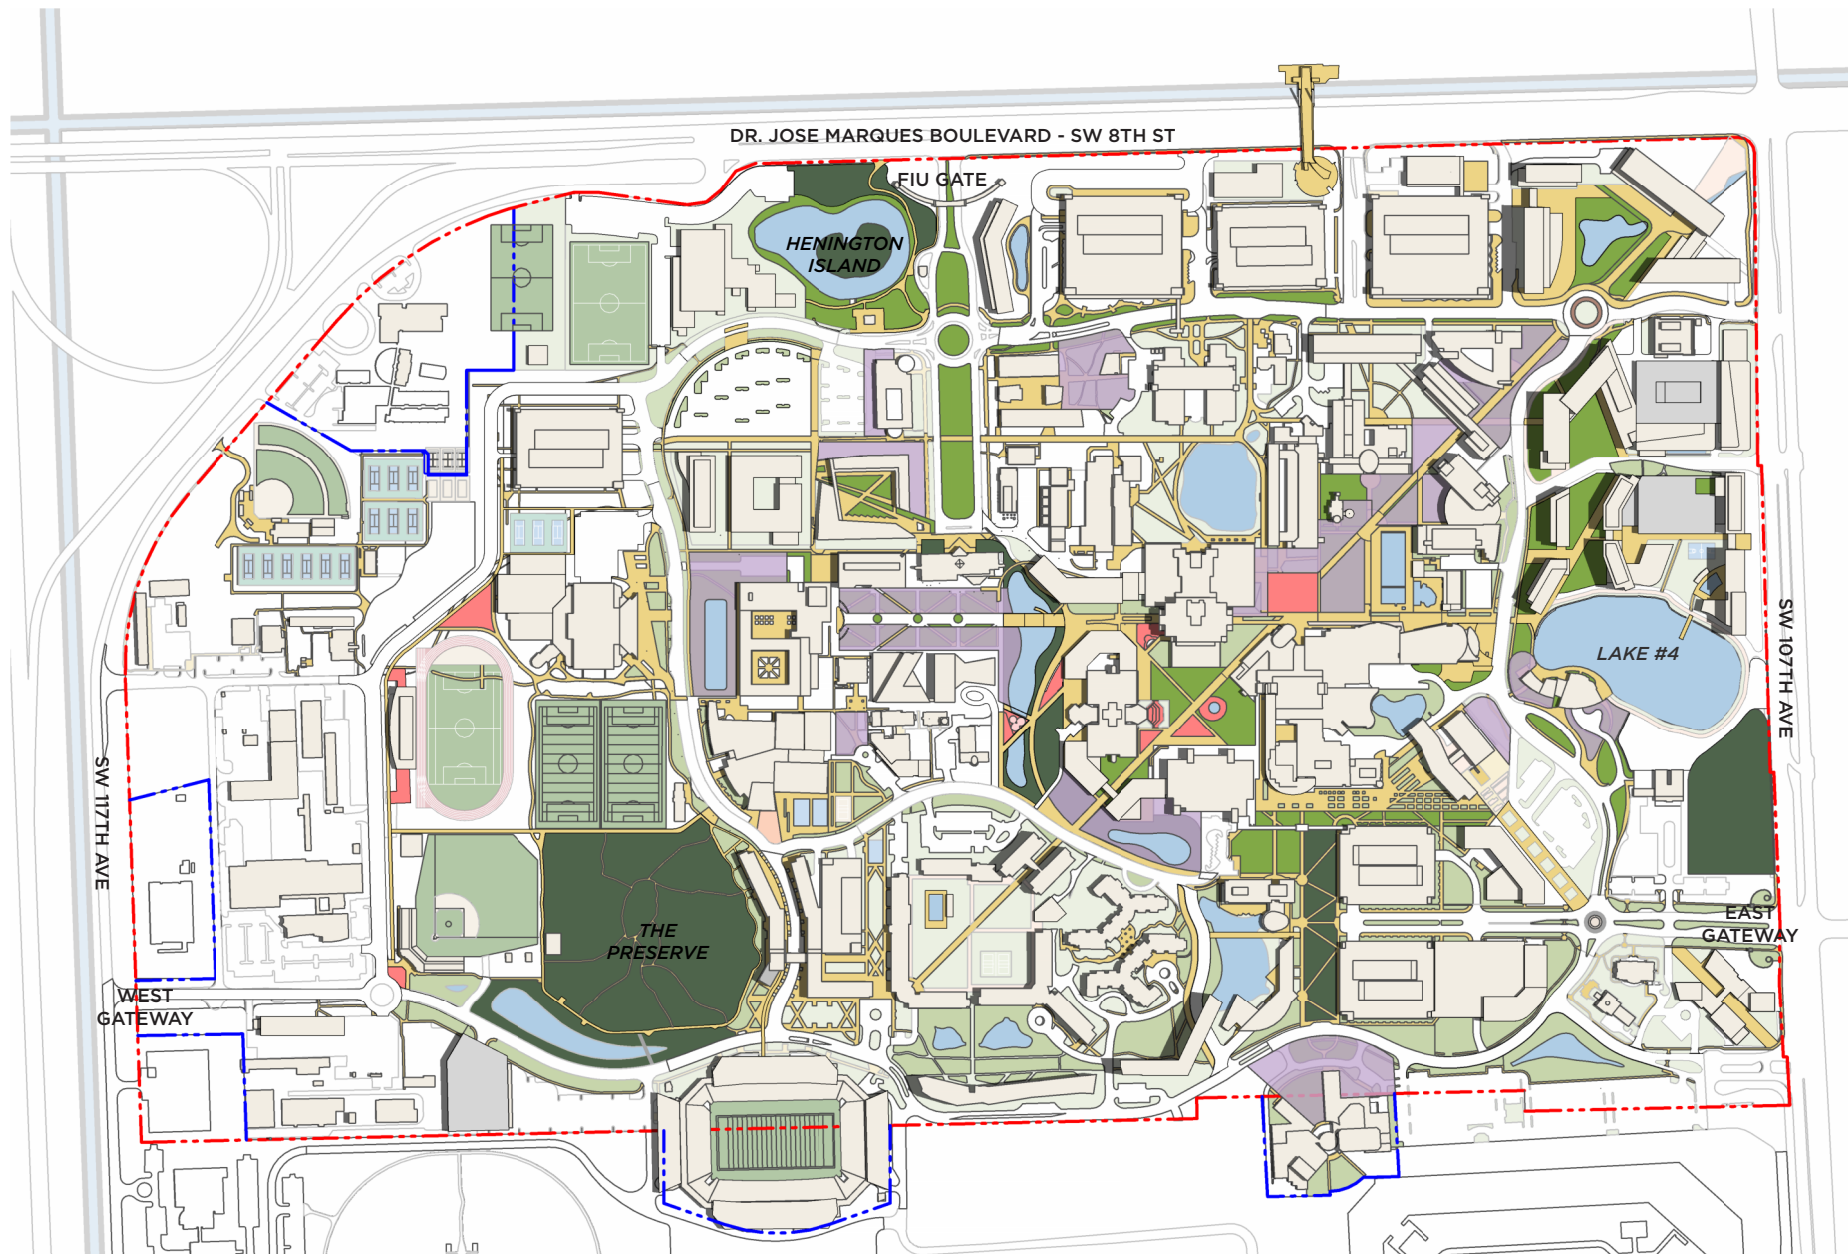 DR. JOSE MARQUES BOULEVARD - SW 8TH ST
FIU GATE
HENINGTON
ISLAND
LAKE #4
SW 107TH AVE
SW 117TH AVE
THE
PRESERVE
EAST
GATEWAY
WEST
GATEWAY